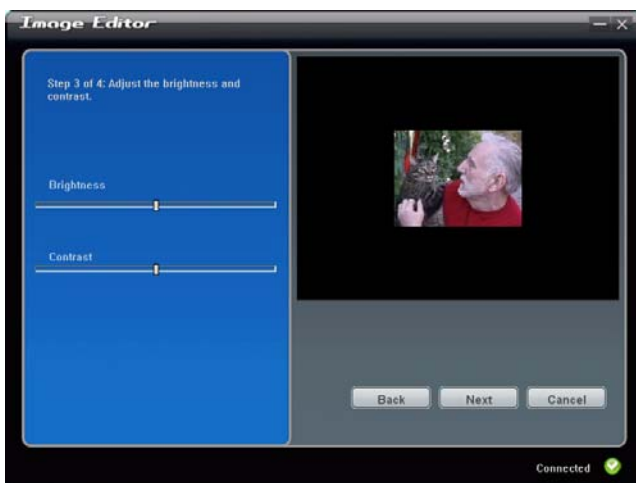 Image Editor
Step 3 of 4: Adjust the brightness and
contrast.
Brightness
Contrast
Back Next Cancel
Connected